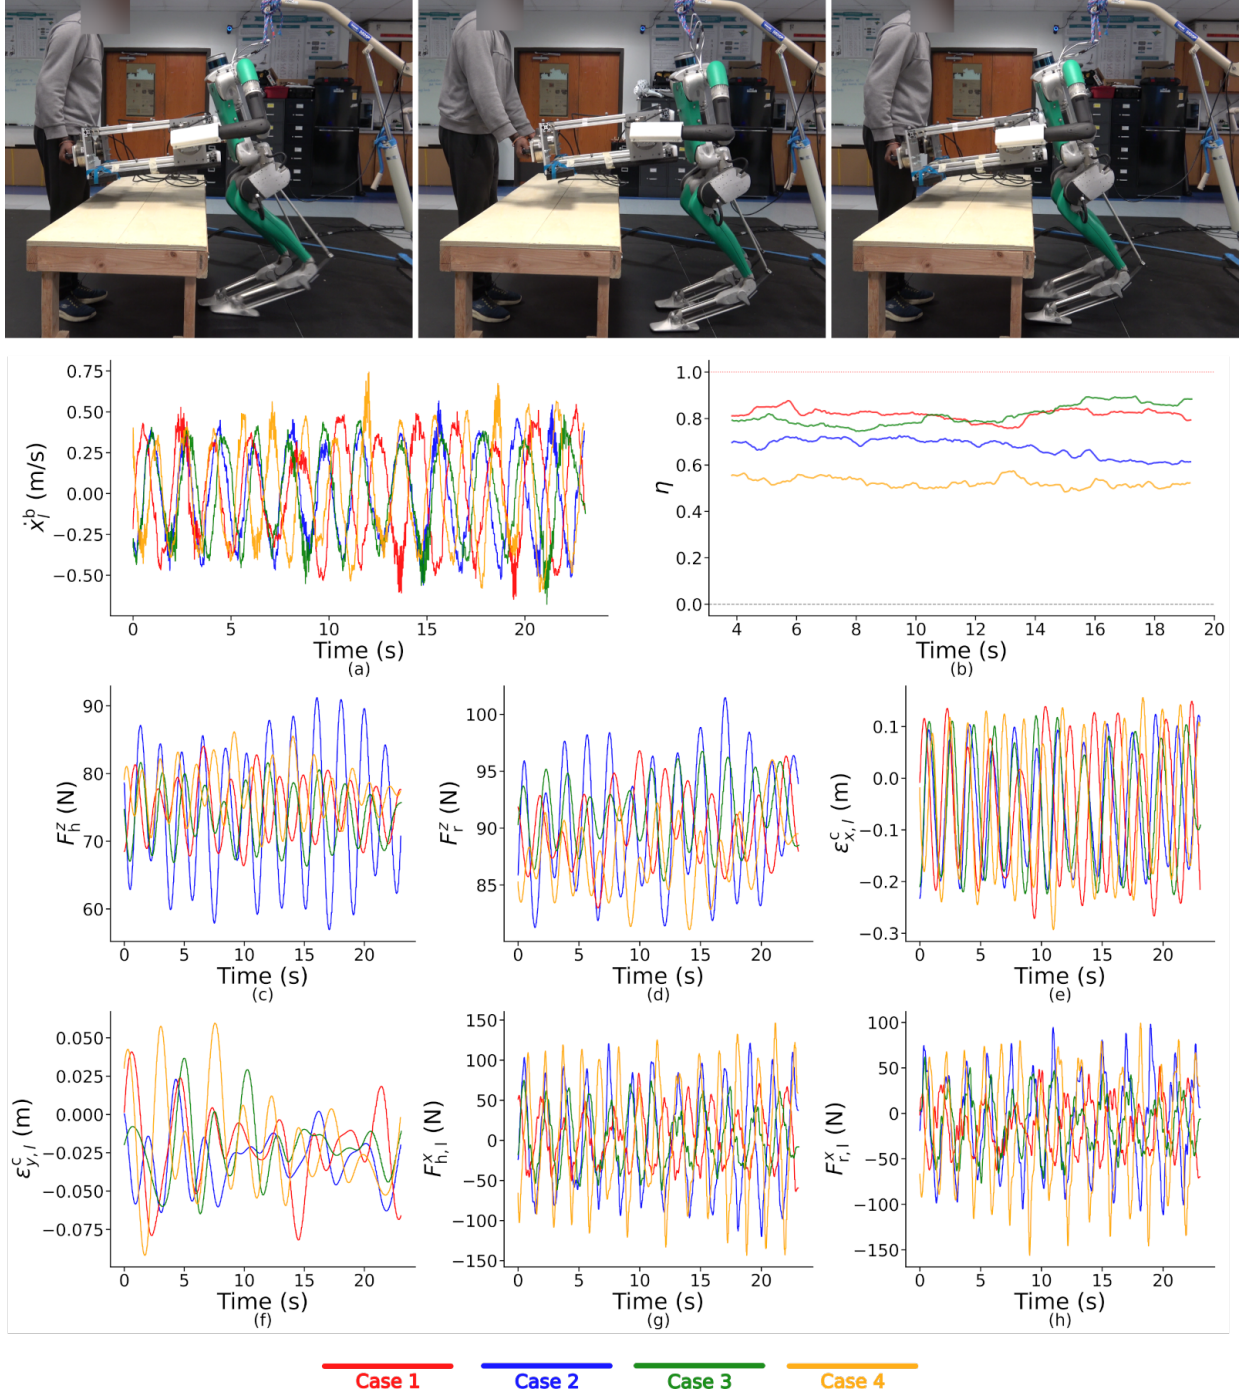 0.75
0.50
0.25
0.00
−0.25
−0.50
ẋ_l^b (m/s)
0 5 10 15 20
Time (s)
(a)
1.0
0.8
0.6
0.4
0.2
0.0
η
4 6 8 10 12 14 16 18 20
Time (s)
(b)
90
80
70
60
F_h^z (N)
0 5 10 15 20
Time (s)
(c)
100
95
90
85
F_r^z (N)
0 5 10 15 20
Time (s)
(d)
0.1
0.0
−0.1
−0.2
−0.3
ε_{x,l}^c (m)
0 5 10 15 20
Time (s)
(e)
0.050
0.025
0.000
−0.025
−0.050
−0.075
ε_{y,l}^c (m)
0 5 10 15 20
Time (s)
(f)
150
100
50
0
−50
−100
−150
F_{h,l}^x (N)
0 5 10 15 20
Time (s)
(g)
100
50
0
−50
−100
−150
F_{r,l}^x (N)
0 5 10 15 20
Time (s)
(h)
Case 1 Case 2 Case 3 Case 4